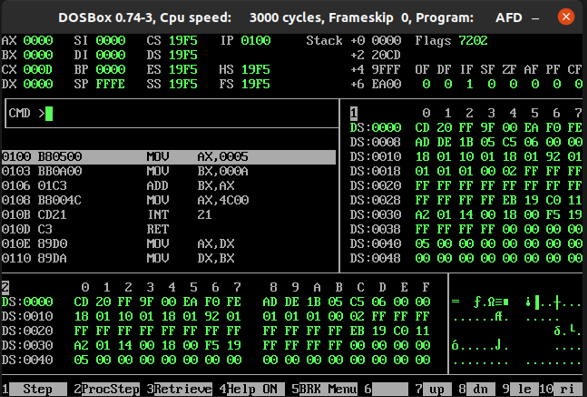 DOSBox 0.74-3, Cpu speed: 3000 cycles, Frameskip 0, Program: AFD
AX 0000 SI 0000 CS 19F5 IP 0100 Stack +0 0000 Flags 7202
BX 0000 DI 0000 DS 19F5 +2 20CD
CX 000D BP 0000 ES 19F5 HS 19F5 +4 9FFF OF DF IF SF ZF AF PF CF
DX 0000 SP FFFE SS 19F5 FS 19F5 +6 EA00 0 0 1 0 0 0 0 0
CMD >
1 0 1 2 3 4 5 6 7
DS:0000 CD 20 FF 9F 00 EA F0 FE
DS:0008 AD DE 1B 05 C5 06 00 00
0100 B80500 MOV AX,0005 DS:0010 18 01 10 01 18 01 92 01
0103 BB0A00 MOV BX,000A DS:0018 01 01 01 00 02 FF FF FF
0106 01C3 ADD BX,AX DS:0020 FF FF FF FF FF FF FF FF
0108 B8004C MOV AX,4C00 DS:0028 FF FF FF FF EB 19 C0 11
010B CD21 INT 21 DS:0030 A2 01 14 00 18 00 F5 19
010D C3 RET DS:0038 FF FF FF FF 00 00 00 00
010E 89D0 MOV AX,DX DS:0040 05 00 00 00 00 00 00 00
0110 89DA MOV DX,BX DS:0048 00 00 00 00 00 00 00 00
2 0 1 2 3 4 5 6 7 8 9 A B C D E F
DS:0000 CD 20 FF 9F 00 EA F0 FE AD DE 1B 05 C5 06 00 00
DS:0010 18 01 10 01 18 01 92 01 01 01 01 00 02 FF FF FF
DS:0020 FF FF FF FF FF FF FF FF FF FF FF FF EB 19 C0 11
DS:0030 A2 01 14 00 18 00 F5 19 FF FF FF FF 00 00 00 00
DS:0040 05 00 00 00 00 00 00 00 00 00 00 00 00 00 00 00
1 Step 2 ProcStep 3 Retrieve 4 Help ON 5 BRK Menu 6 7 up 8 dn 9 le 10 ri